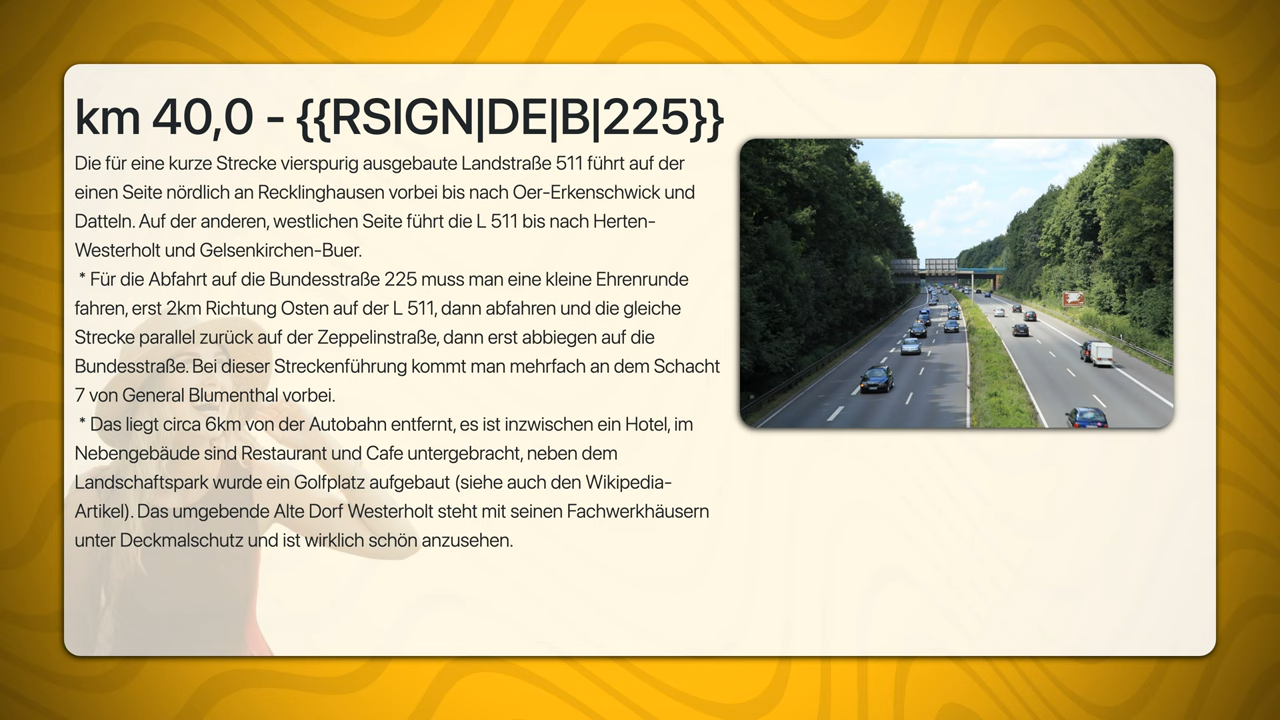 km 40,0 - {{RSIGN|DE|B|225}}
Die für eine kurze Strecke vierspurig ausgebaute Landstraße 511 führt auf der
einen Seite nördlich an Recklinghausen vorbei bis nach Oer-Erkenschwick und
Datteln. Auf der anderen, westlichen Seite führt die L 511 bis nach Herten-
Westerholt und Gelsenkirchen-Buer.
* Für die Abfahrt auf die Bundesstraße 225 muss man eine kleine Ehrenrunde
fahren, erst 2km Richtung Osten auf der L 511, dann abfahren und die gleiche
Strecke parallel zurück auf der Zeppelinstraße, dann erst abbiegen auf die
Bundesstraße. Bei dieser Streckenführung kommt man mehrfach an dem Schacht
7 von General Blumenthal vorbei.
* Das liegt circa 6km von der Autobahn entfernt, es ist inzwischen ein Hotel, im
Nebengebäude sind Restaurant und Cafe untergebracht, neben dem
Landschaftspark wurde ein Golfplatz aufgebaut (siehe auch den Wikipedia-
Artikel). Das umgebende Alte Dorf Westerholt steht mit seinen Fachwerkhäusern
unter Deckmalschutz und ist wirklich schön anzusehen.